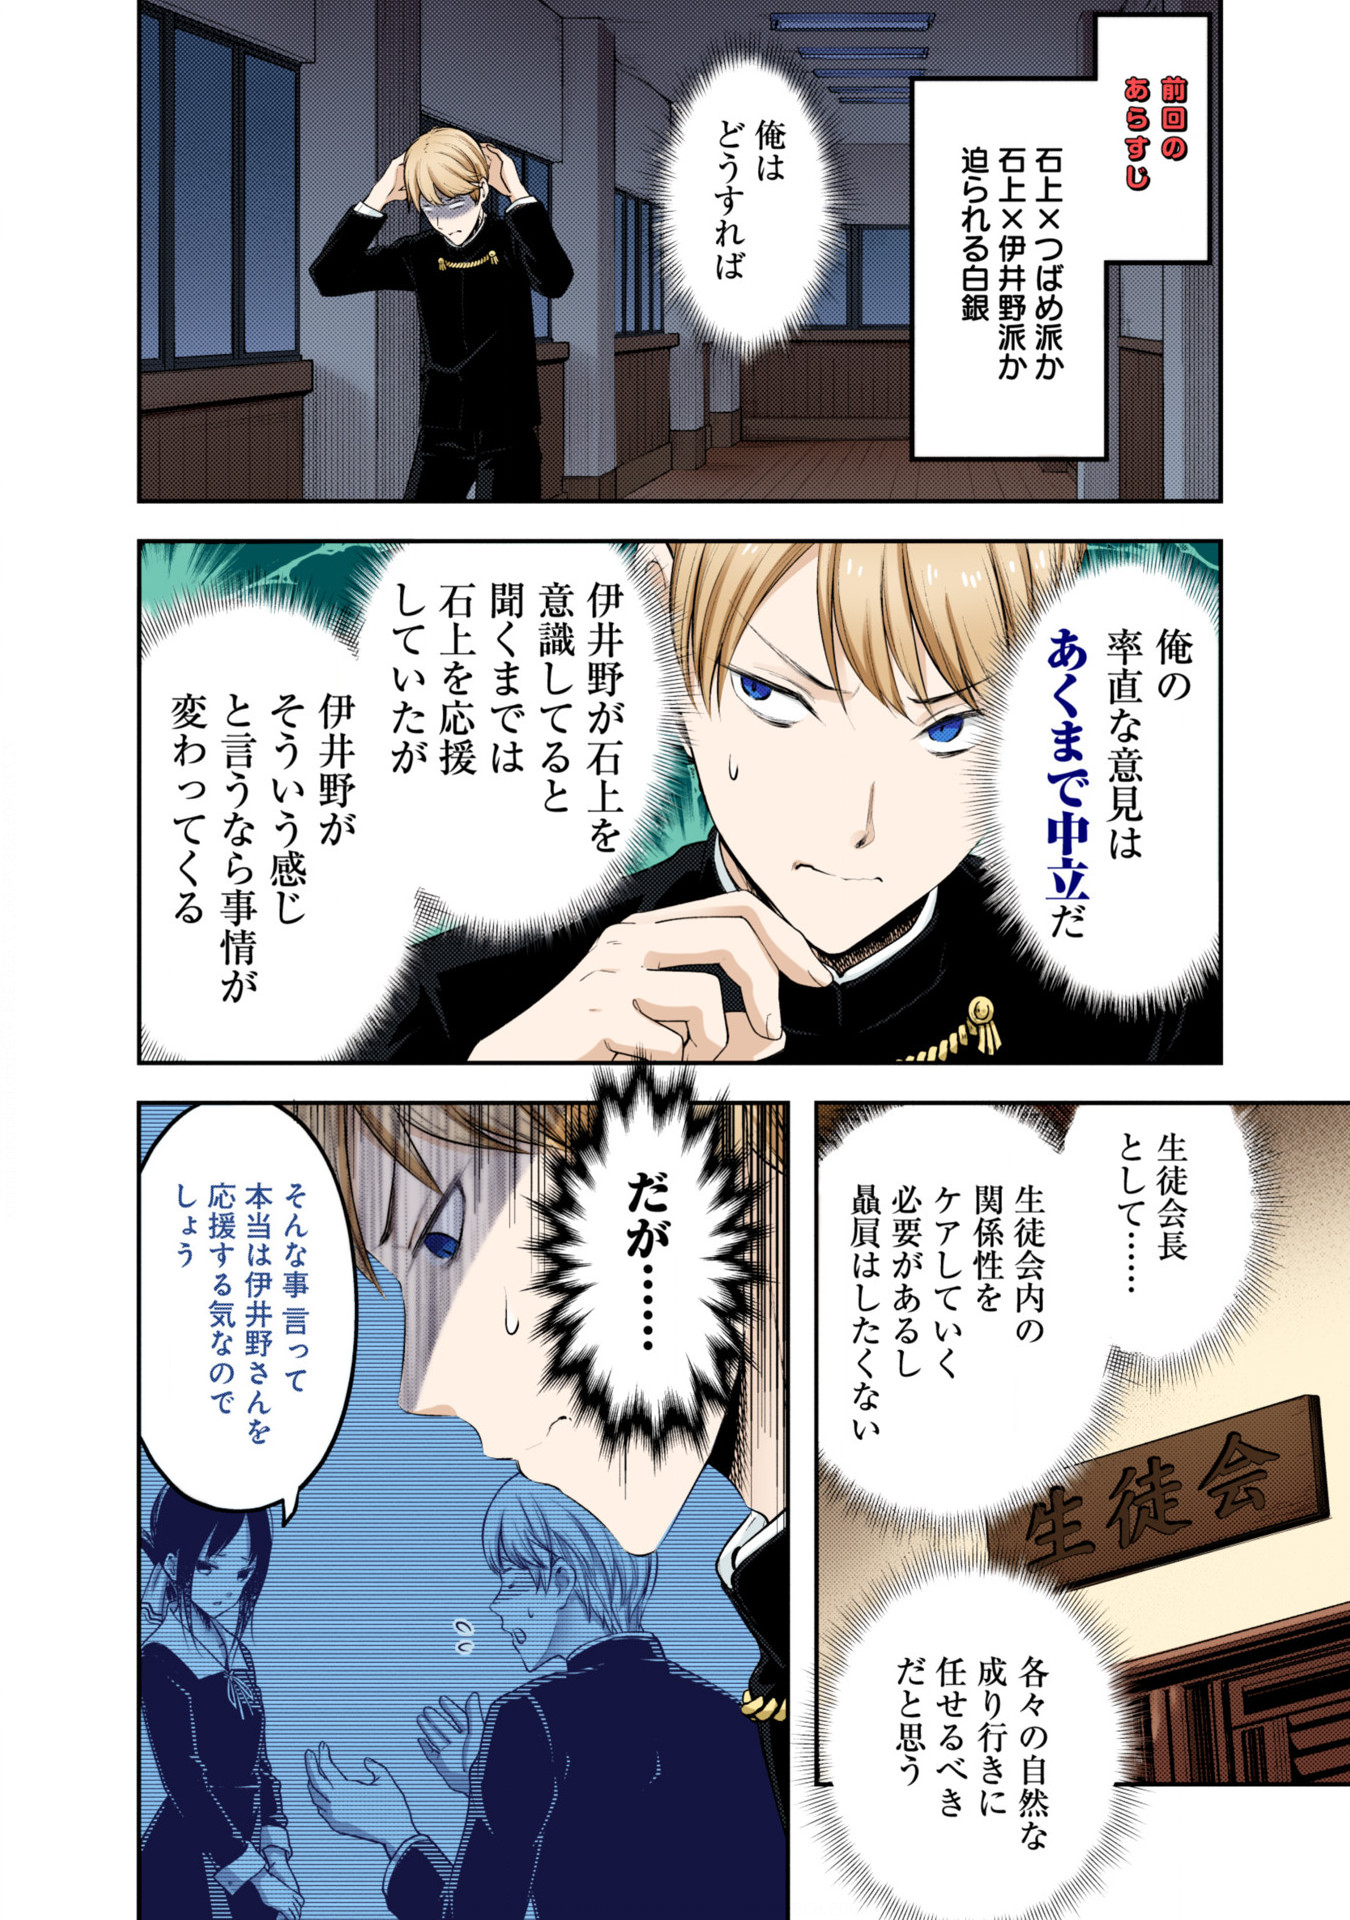 前回の
あらすじ
石上×つばめ派か
石上×伊井野派か
迫られる白銀
俺は
どうすれば
俺の
率直な意見は
あくまで中立だ
伊井野が石上を
意識してると
聞くまでは
石上を応援
していたが
伊井野が
そういう感じ
と言うなら事情が
変わってくる
生徒会長
として……
生徒会内の
関係性を
ケアしていく
必要があるし
贔屓はしたくない
生徒会
各々の自然な
成り行きに
任せるべき
だと思う
だが……
そんな事言って
本当は伊井野さんを
応援する気なので
しょう